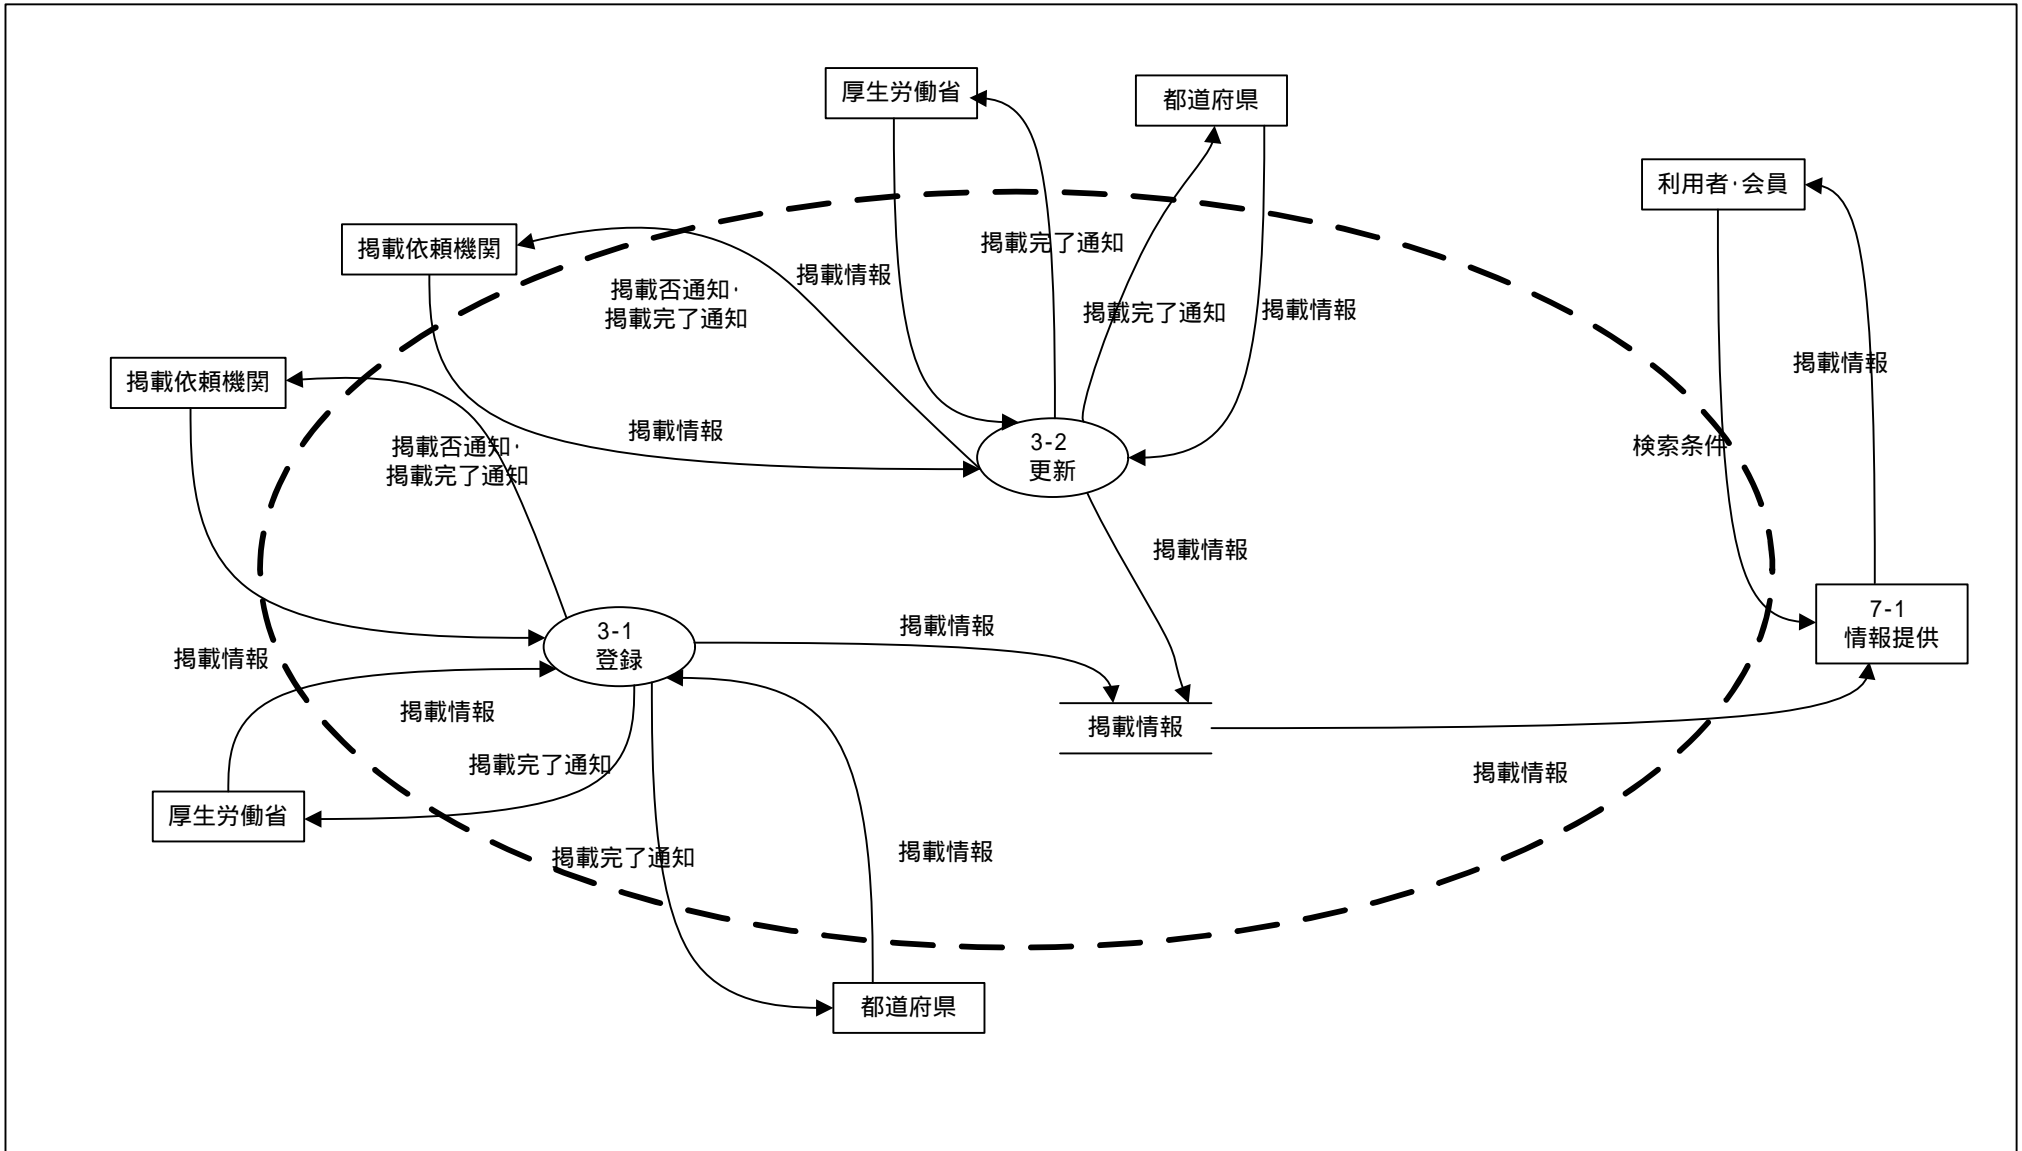 厚生労働省
都道府県
利用者・会員
掲載依頼機関
掲載完了通知
掲載情報
掲載否通知・
掲載完了通知
掲載完了通知
掲載情報
掲載情報
掲載依頼機関
掲載情報
検索条件
掲載否通知・
掲載完了通知
3-2
更新
掲載情報
掲載情報
7-1
情報提供
3-1
登録
掲載情報
掲載情報
掲載情報
掲載完了通知
掲載情報
厚生労働省
掲載完了通知
掲載情報
都道府県